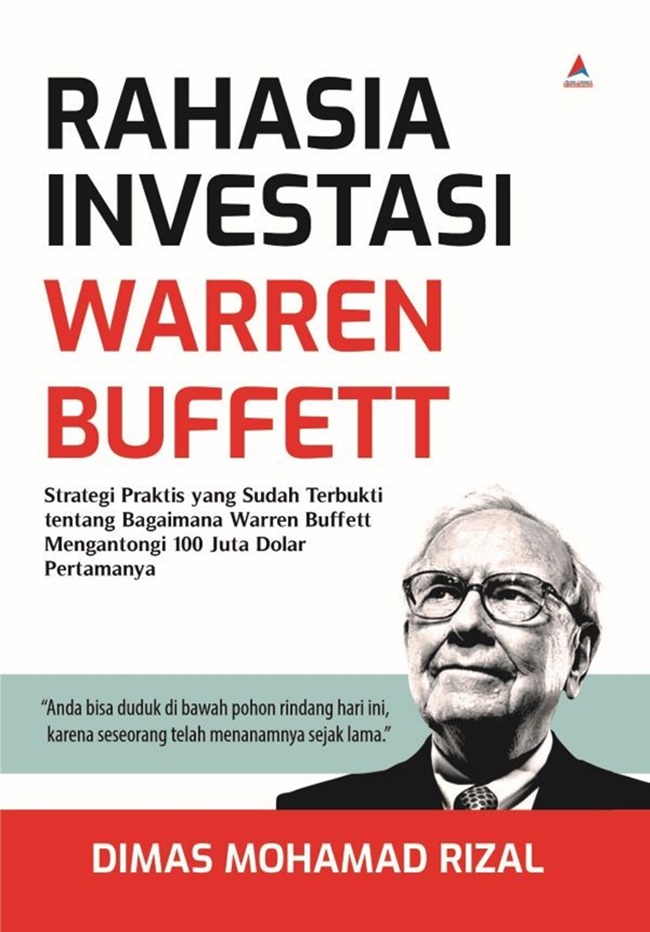 RAHASIA
INVESTASI
WARREN
BUFFETT
Strategi Praktis yang Sudah Terbukti
tentang Bagaimana Warren Buffett
Mengantongi 100 Juta Dolar
Pertamanya
“Anda bisa duduk di bawah pohon rindang hari ini,
karena seseorang telah menanamnya sejak lama.”
DIMAS MOHAMAD RIZAL